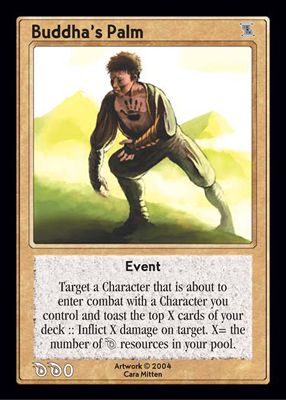 Buddha's Palm
Event
Target a Character that is about to
enter combat with a Character you
control and toast the top X cards of your
deck :: Inflict X damage on target. X= the
number of resources in your pool.
Artwork © 2004
Cara Mitten
0